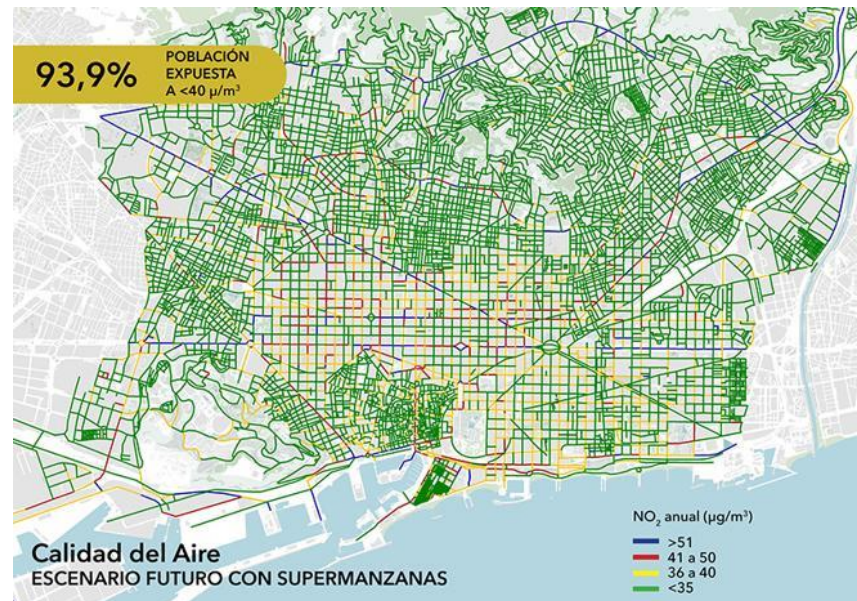 93,9%
POBLACIÓN
EXPUESTA
A <40 µ/m³
NO₂ anual (µg/m³)
>51
41 a 50
36 a 40
<35
Calidad del Aire
ESCENARIO FUTURO CON SUPERMANZANAS